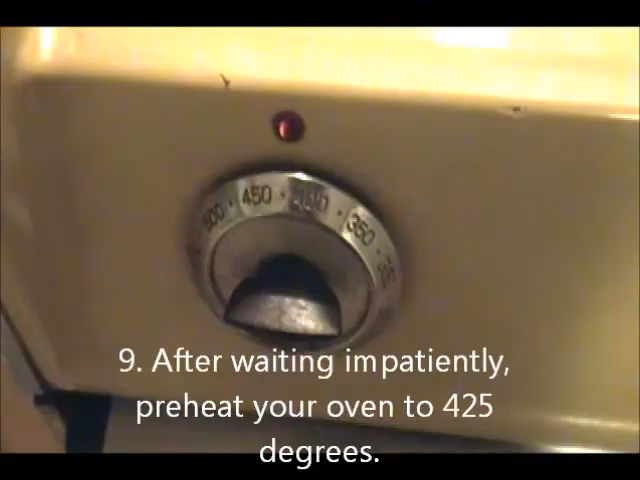 500 · 450 · 400 · 350 ·
9. After waiting impatiently,
preheat your oven to 425
degrees.